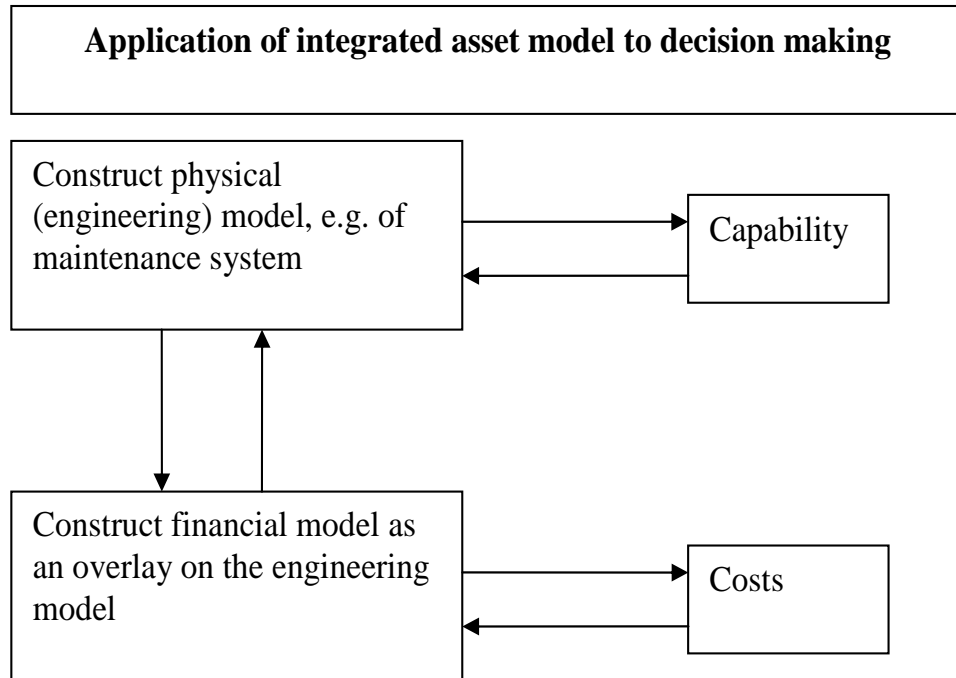 Application of integrated asset model to decision making
Construct physical
(engineering) model, e.g. of
maintenance system
Capability
Construct financial model as
an overlay on the engineering
model
Costs